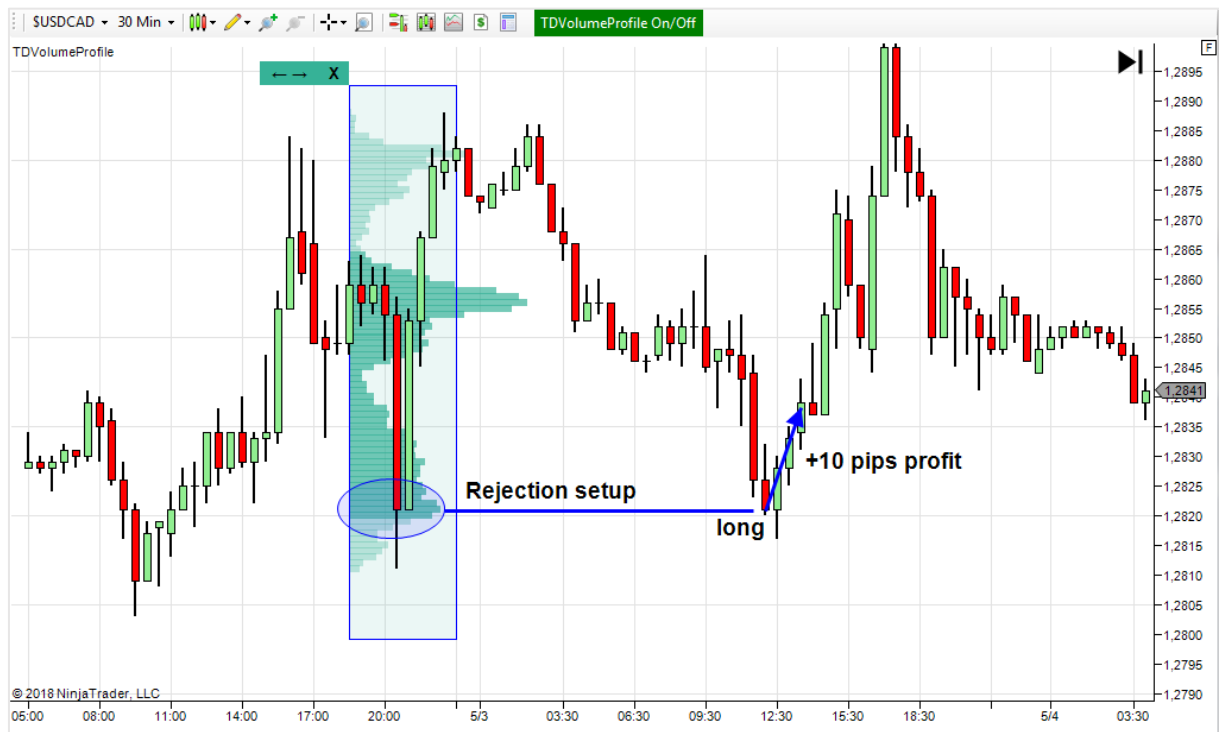 $USDCAD 30 Min TDVolumeProfile On/Off
TDVolumeProfile
F
← → X
1,2895
1,2890
1,2885
1,2880
1,2875
1,2870
1,2865
1,2860
1,2855
1,2850
1,2845
1,2841
1,2840
1,2835
+10 pips profit
1,2830
Rejection setup
1,2825
1,2820
long
1,2815
1,2810
1,2805
1,2800
1,2795
© 2018 NinjaTrader, LLC
1,2790
05:00 08:00 11:00 14:00 17:00 20:00 5/3 03:30 06:30 09:30 12:30 15:30 18:30 5/4 03:30